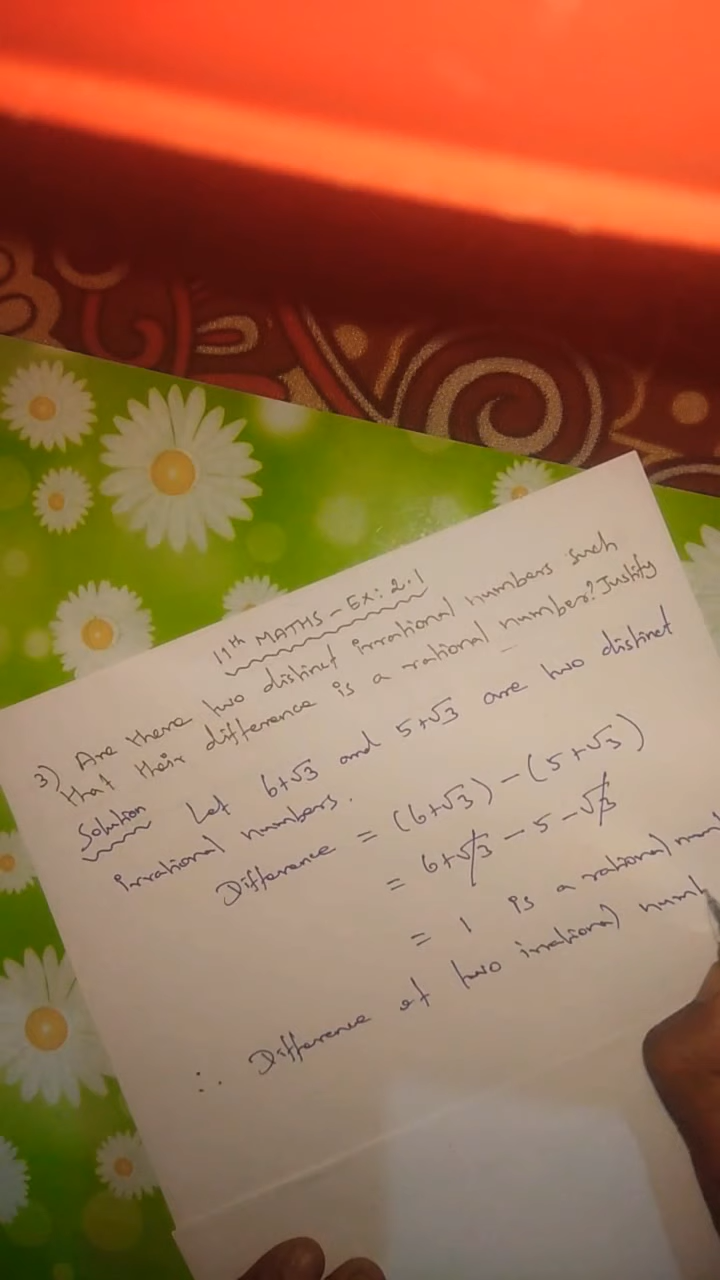 11th MATHS - Ex: 2.1
3) Are there two distinct irrational numbers such
that their difference is a rational number? Justify
Solution Let 6+√3 and 5+√3 are two distinct
irrational numbers.
Difference = (6+√3) - (5+√3)
= 6+√3 - 5 - √3
= 1 is a rational num
∴ Difference of two irrational numb